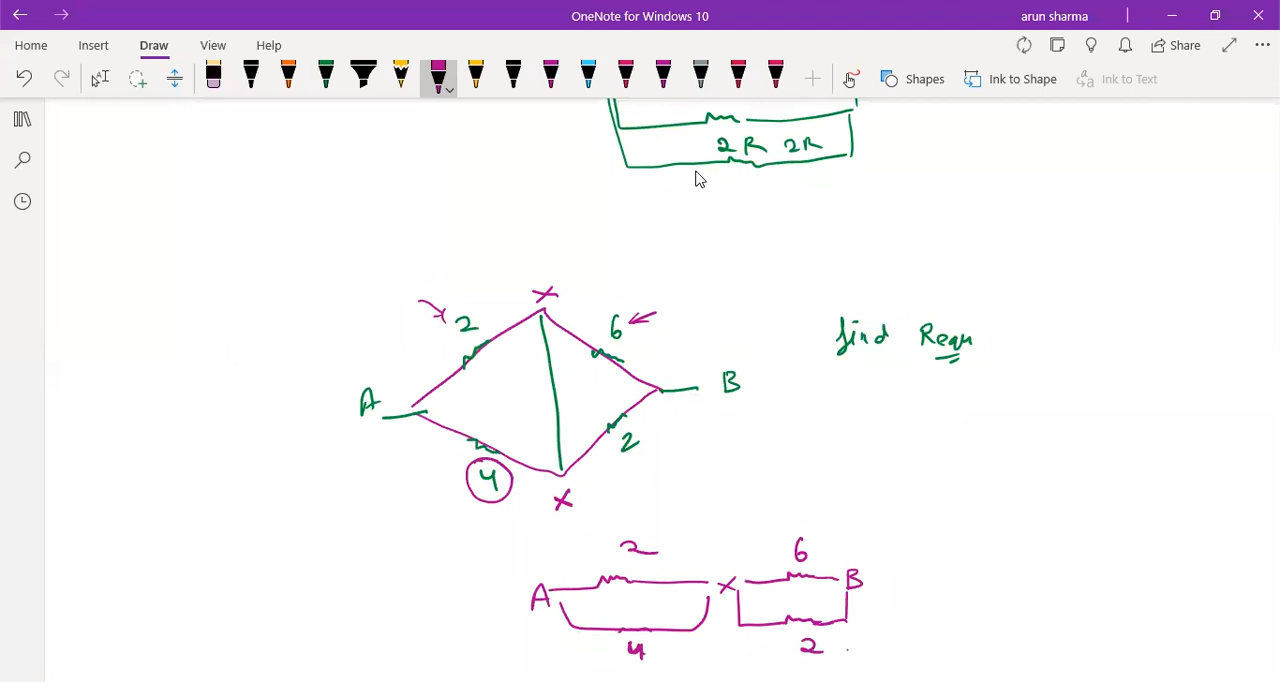 OneNote for Windows 10
arun sharma
Home Insert Draw View Help
Share
Shapes
Ink to Shape
Ink to Text
2R 2R
x
2
6
find Requ
A
B
4
2
x
2
6
A
x
B
4
2